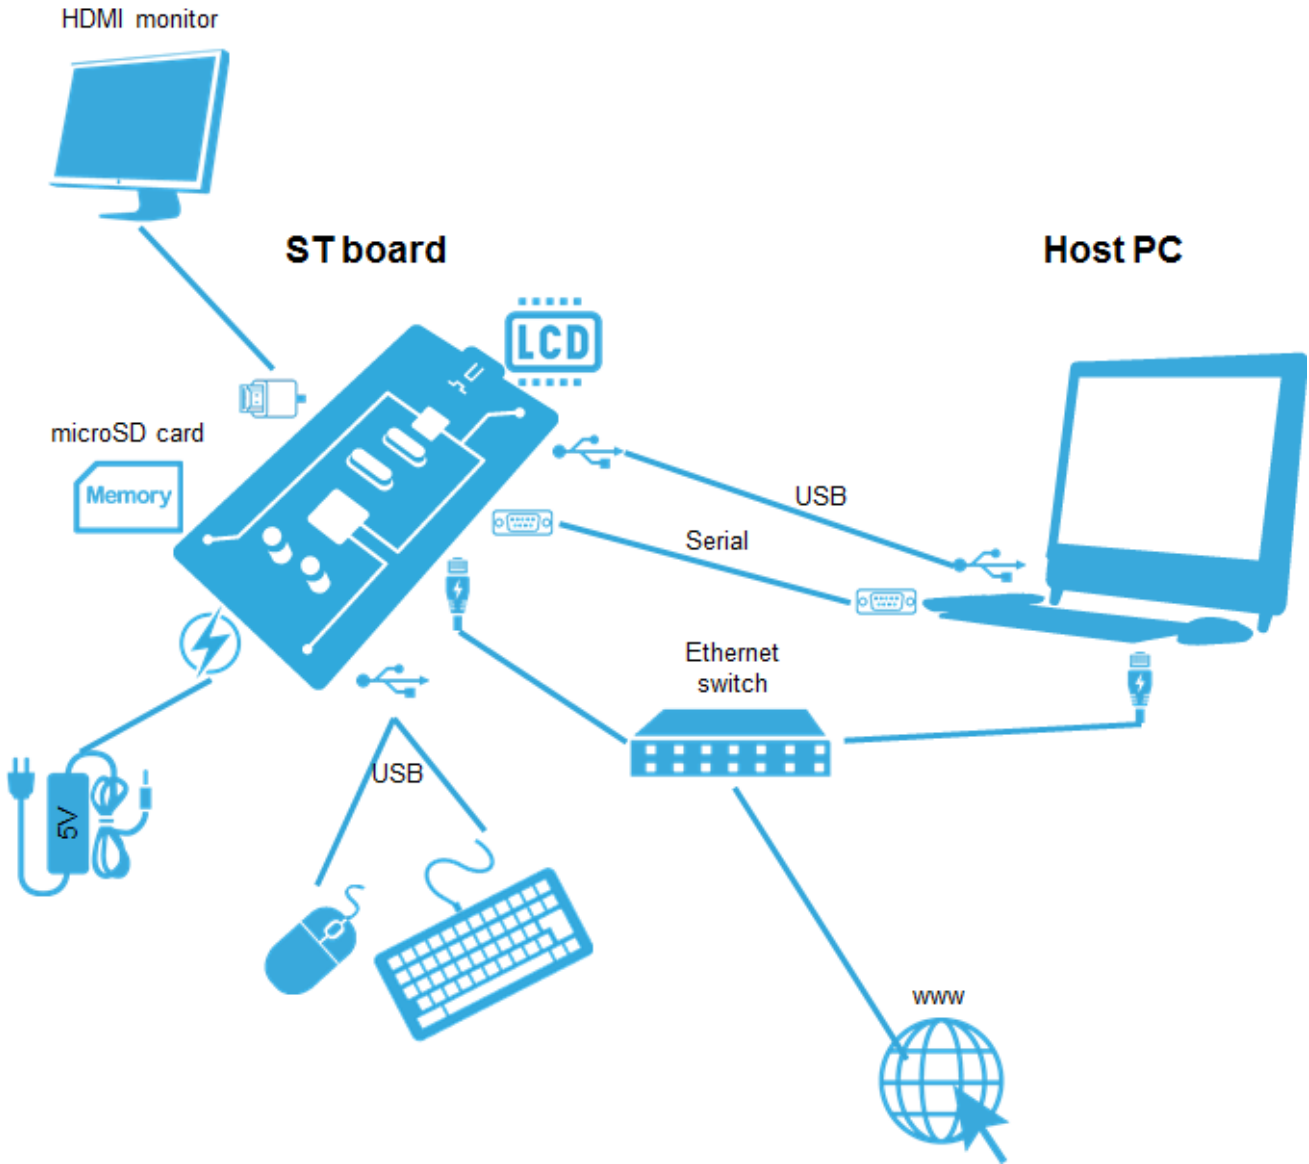 HDMI monitor
ST board
Host PC
LCD
microSD card
Memory
USB
Serial
Ethernet
switch
USB
5V
www